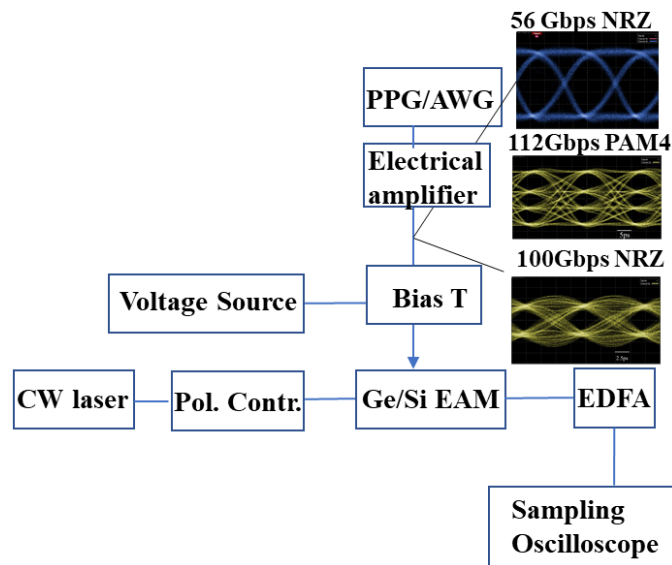 56 Gbps NRZ
PPG/AWG
112Gbps PAM4
Electrical
amplifier
5ps
100Gbps NRZ
Voltage Source
Bias T
2.5ps
CW laser
Pol. Contr.
Ge/Si EAM
EDFA
Sampling
Oscilloscope